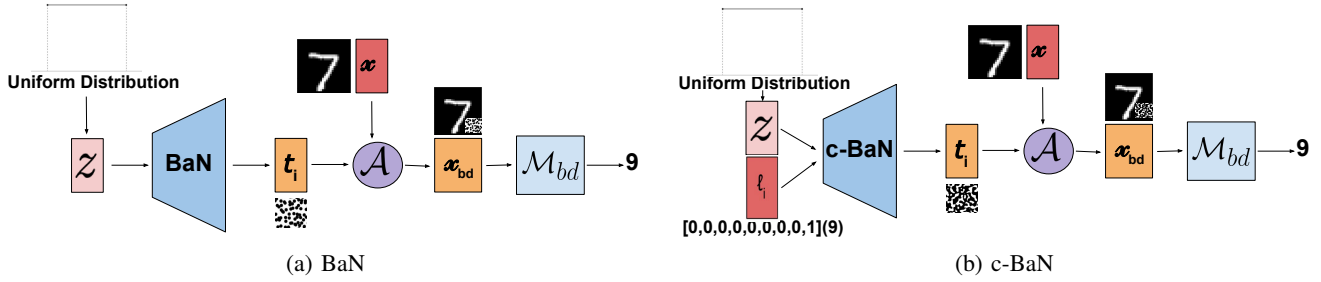 Uniform Distribution
z
BaN
t_i
x
𝒜
x_bd
ℳ_bd
9
(a) BaN
Uniform Distribution
z
ℓ_i
[0,0,0,0,0,0,0,0,1](9)
c-BaN
t_i
x
𝒜
x_bd
ℳ_bd
9
(b) c-BaN